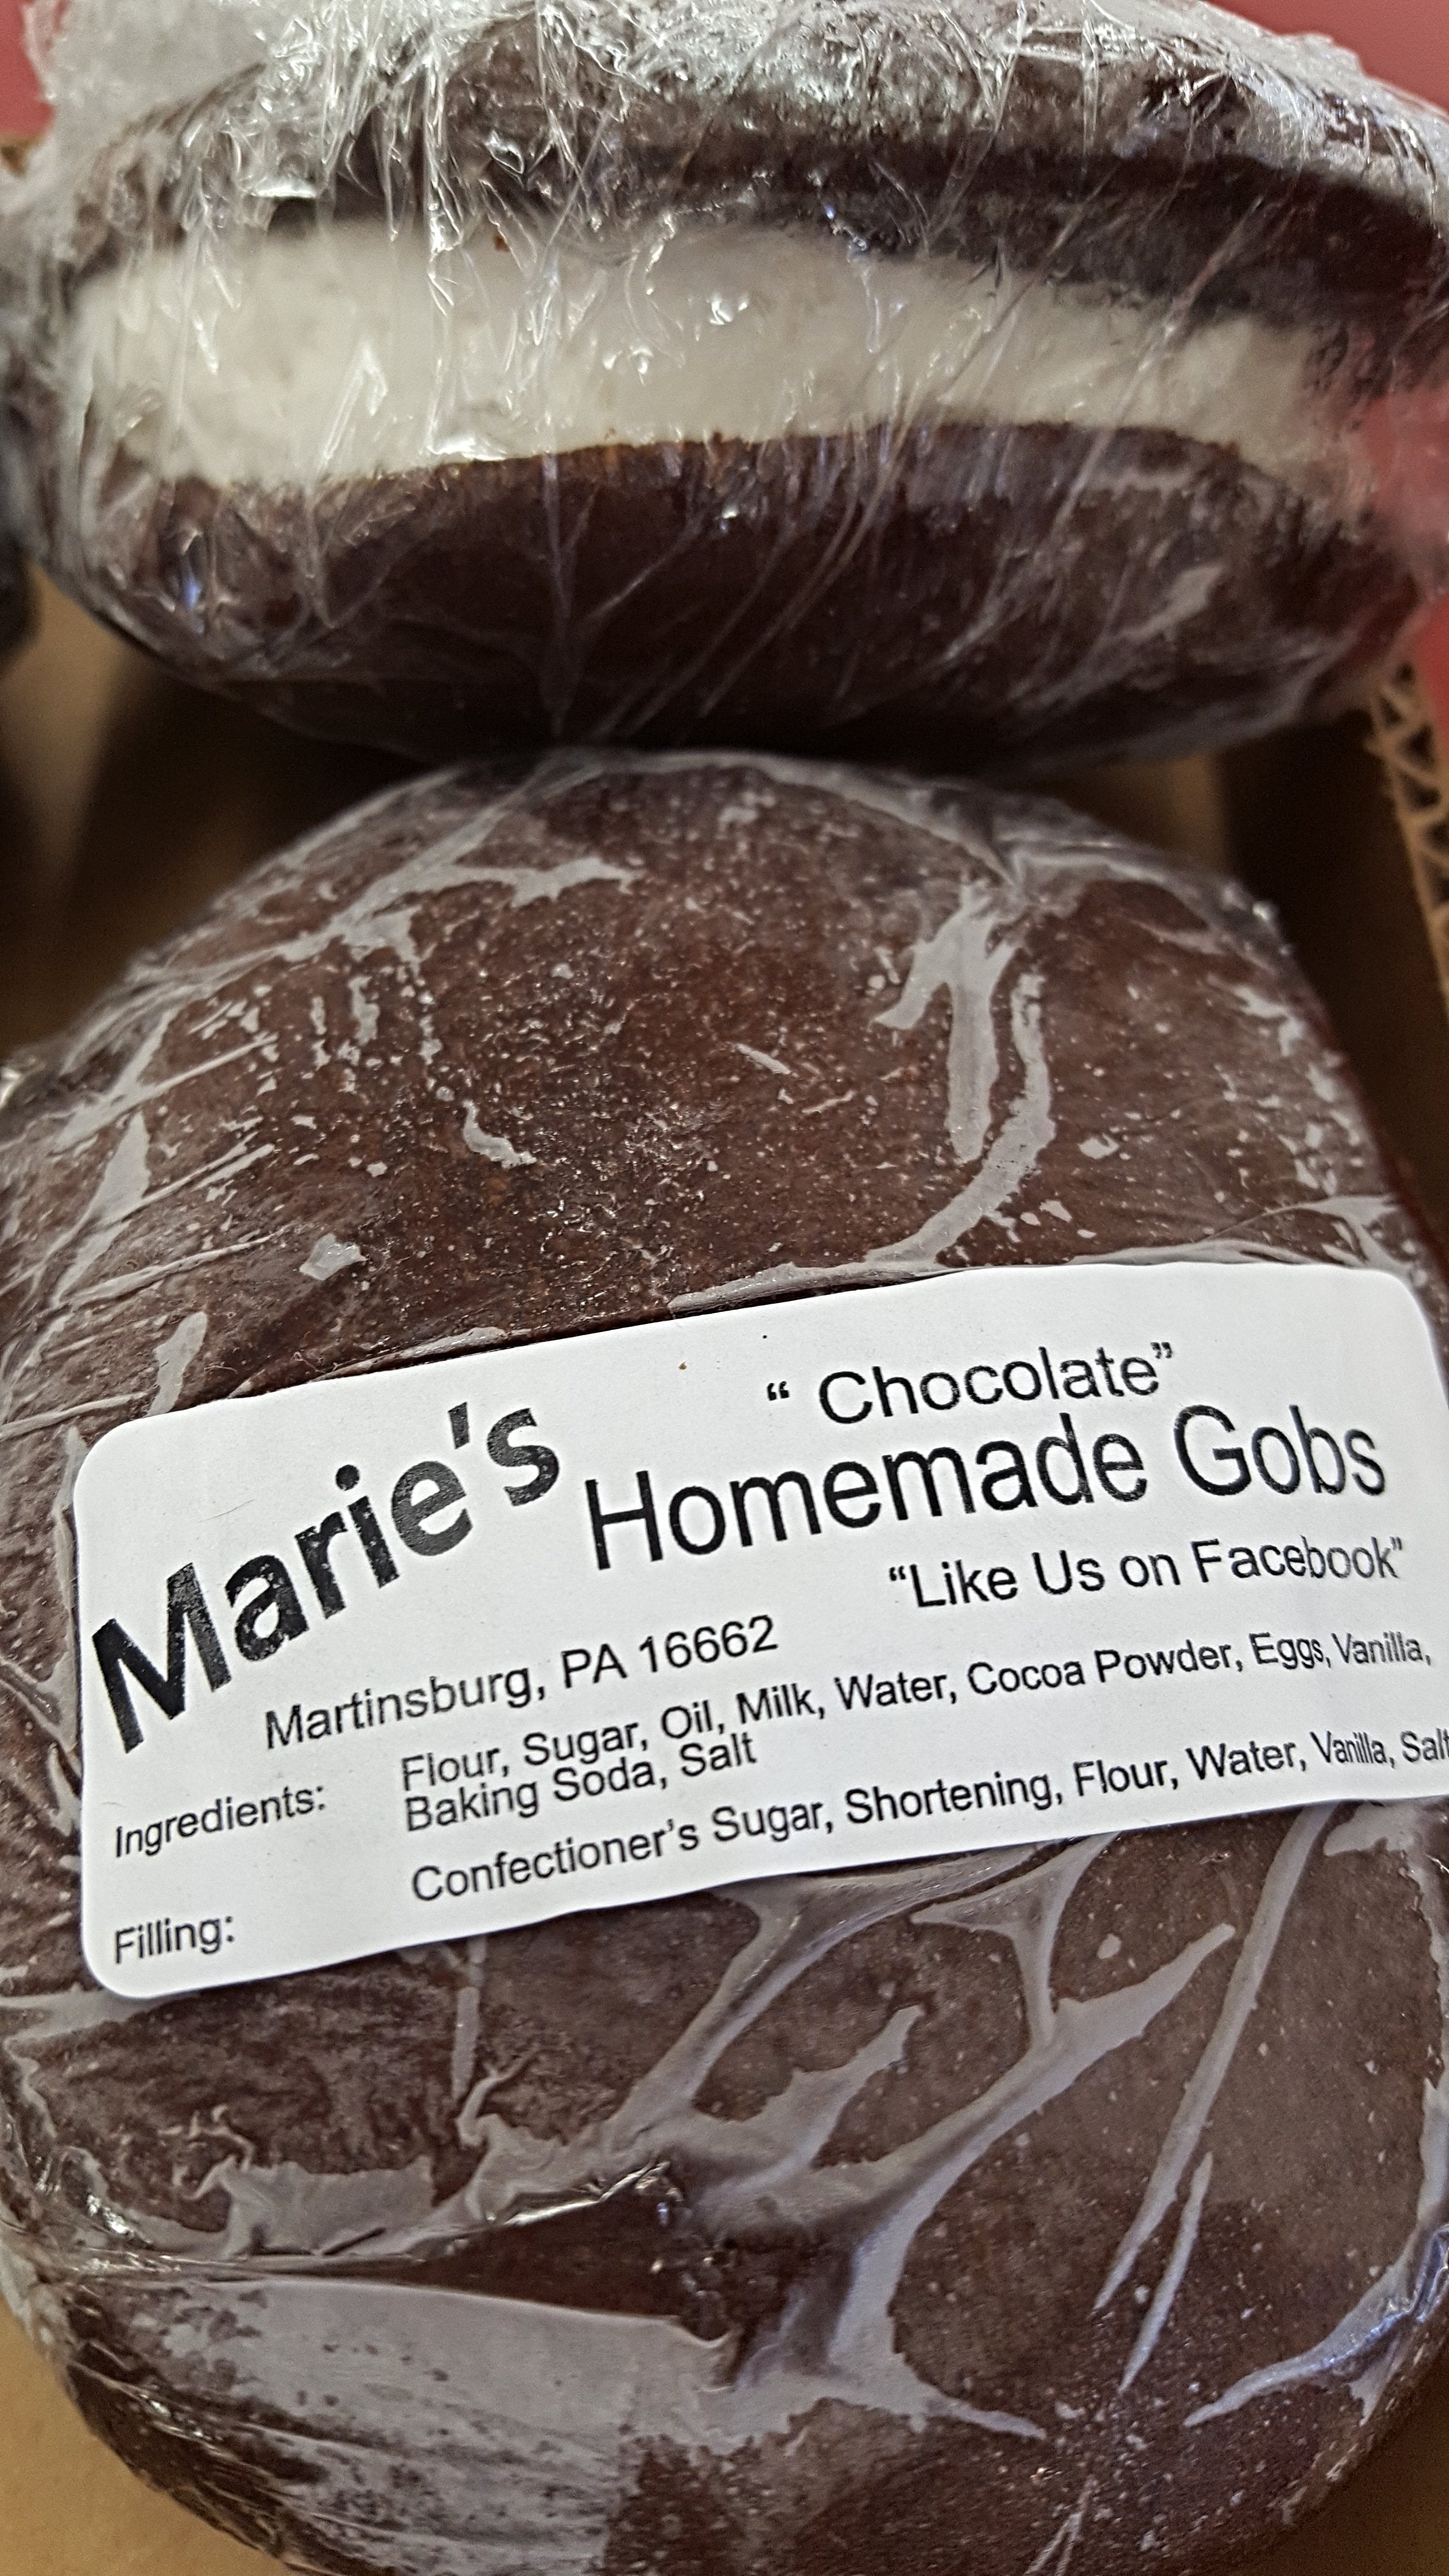 “ Chocolate”
Marie's Homemade Gobs
“Like Us on Facebook”
Martinsburg, PA 16662
Ingredients: Flour, Sugar, Oil, Milk, Water, Cocoa Powder, Eggs, Vanilla,
Baking Soda, Salt
Filling: Confectioner’s Sugar, Shortening, Flour, Water, Vanilla, Salt